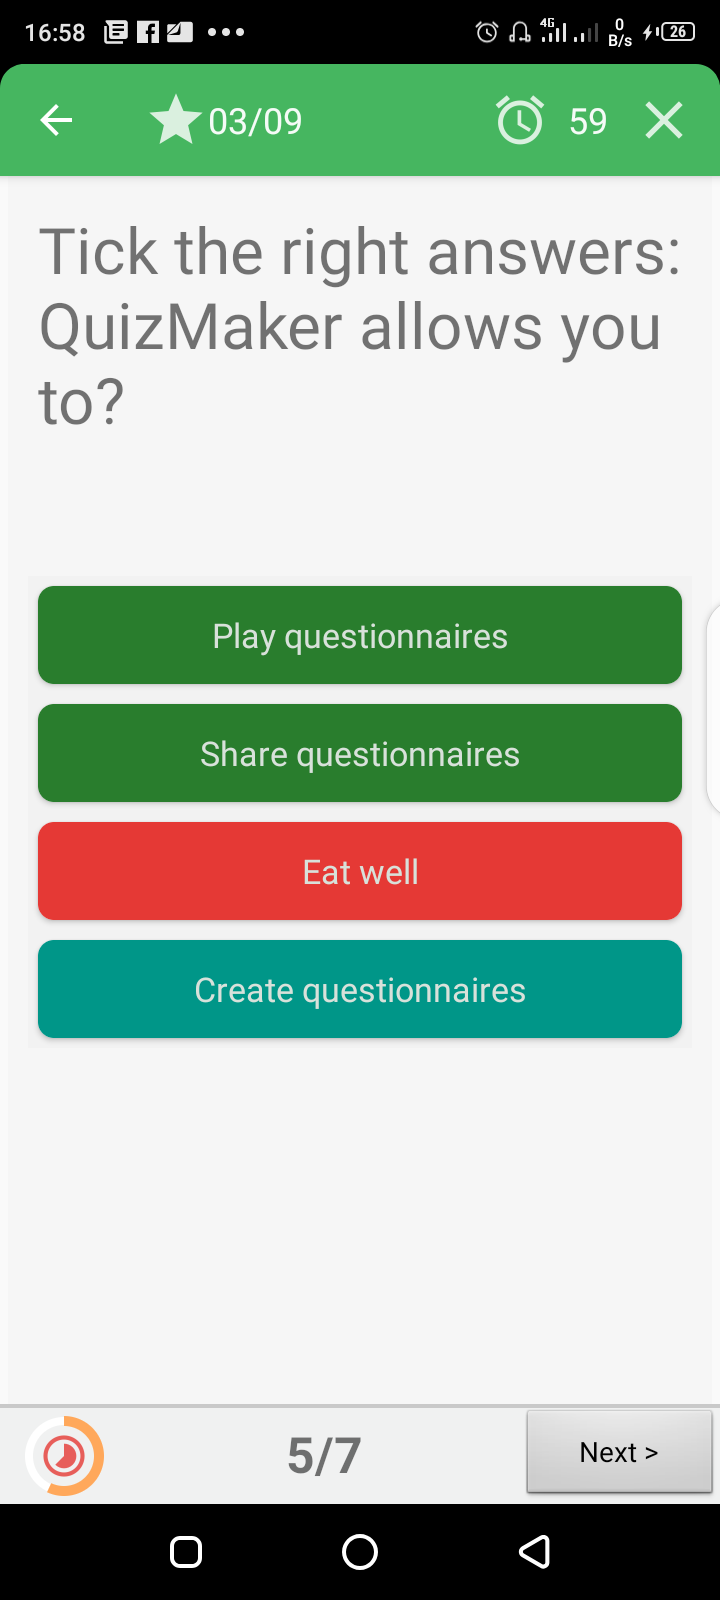 16:58
4G
0
B/s
26
03/09
59
Tick the right answers:
QuizMaker allows you
to?
Play questionnaires
Share questionnaires
Eat well
Create questionnaires
5/7
Next >